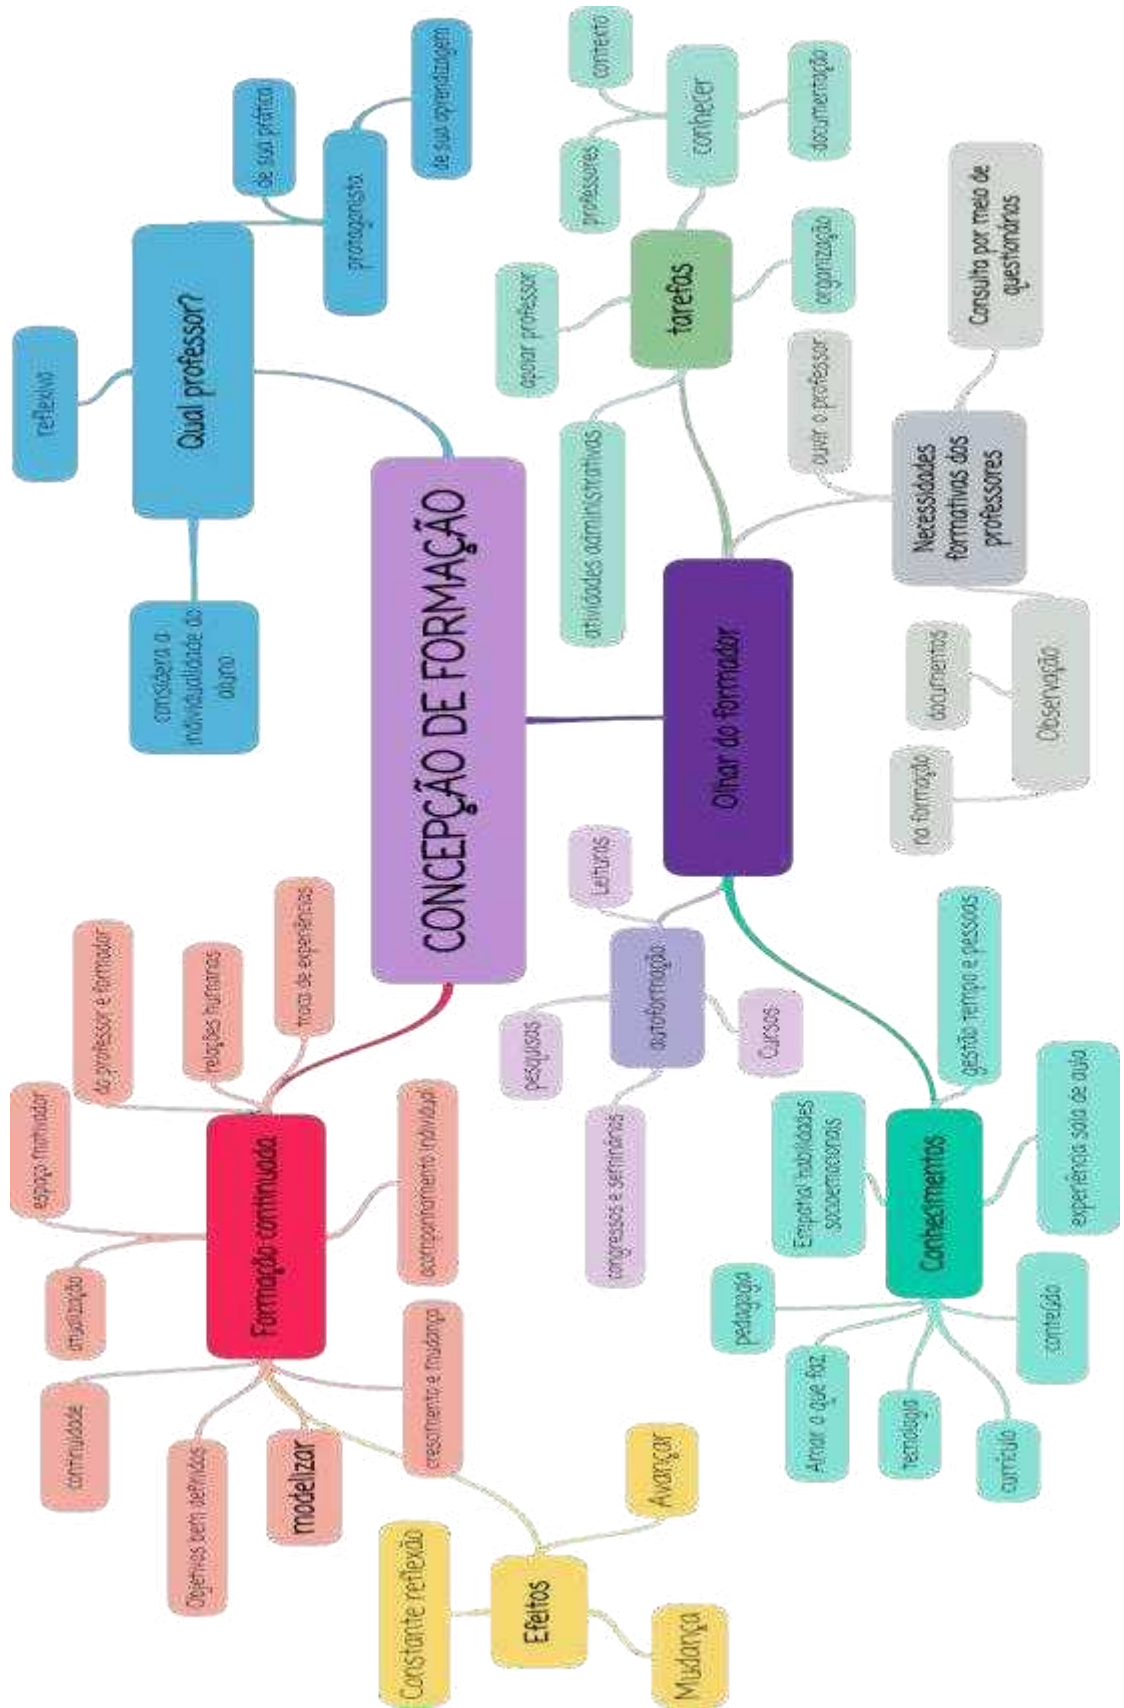 CONCEPÇÃO DE FORMAÇÃO
Qual professor?
reflexivo
considera a
individualidade do
aluno
protagonista
de sua prática
de sua aprendizagem
Formação continuada
continuidade
atualização
espaço motivador
do professor e formador
relações humanas
troca de experiências
acompanhamento individual
Objetivos bem definidos
modelizar
crescimento e mudança
Efeitos
Constante reflexão
Avançar
Mudança
Olhar do formador
autoformação
Leituras
pesquisas
Cursos
congressos e seminários
tarefas
atividades administrativas
apoiar professor
organização
conhecer
professores
contexto
documentação
Necessidades
formativas dos
professores
ouvir o professor
Consulta por meio de
questionários
Observação
documentos
na formação
Conhecimentos
Empatia/habilidades
socioemocionais
gestão tempo e pessoas
experiência sala de aula
pedagogia
Amar o que faz
Tecnologia
currículo
conteúdo